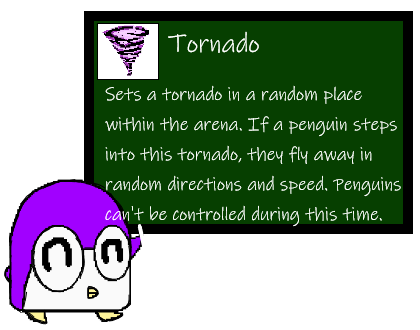 Tornado
Sets a tornado in a random place
within the arena. If a penguin steps
into this tornado, they fly away in
random directions and speed. Penguins
can't be controlled during this time.